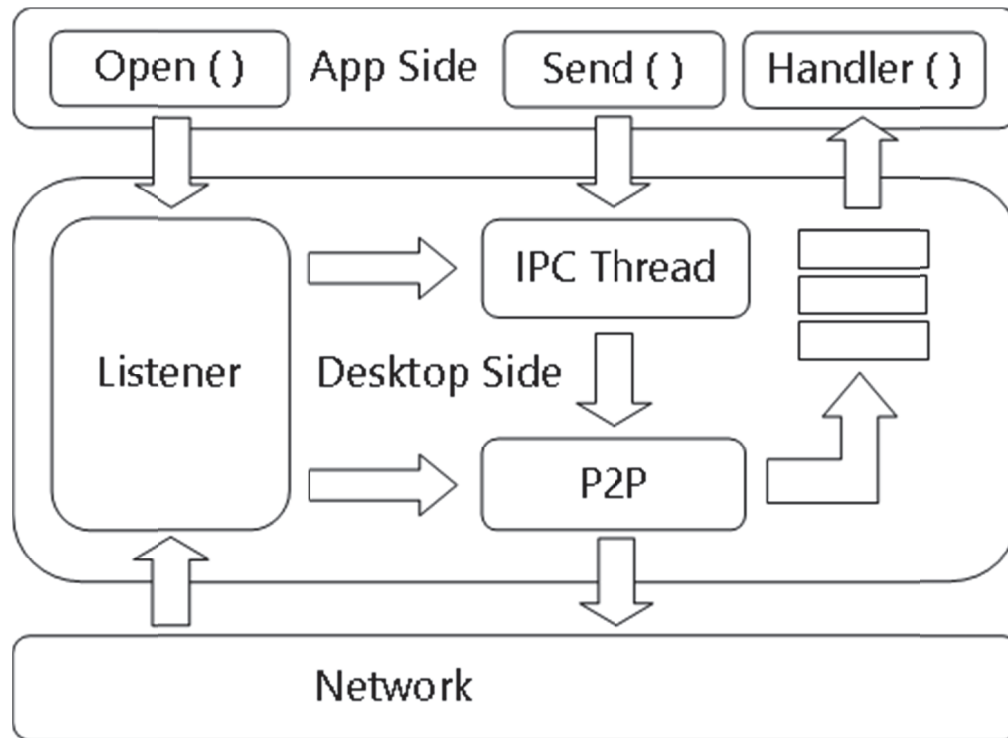 Open ( )
App Side
Send ( )
Handler ( )
IPC Thread
Listener
Desktop Side
P2P
Network